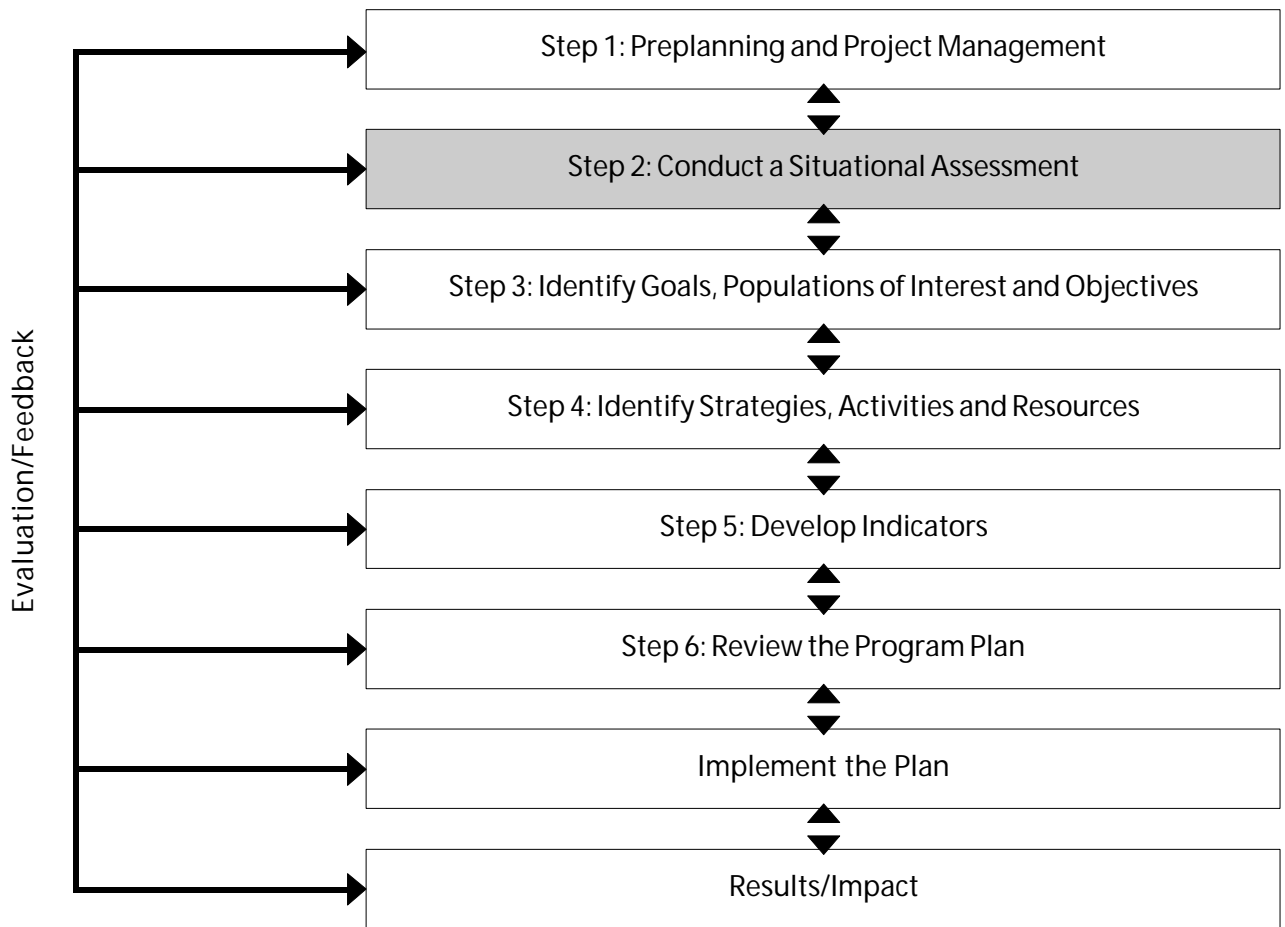 Step 1: Preplanning and Project Management
Step 2: Conduct a Situational Assessment
Step 3: Identify Goals, Populations of Interest and Objectives
Step 4: Identify Strategies, Activities and Resources
Step 5: Develop Indicators
Step 6: Review the Program Plan
Implement the Plan
Results/Impact
Evaluation/Feedback